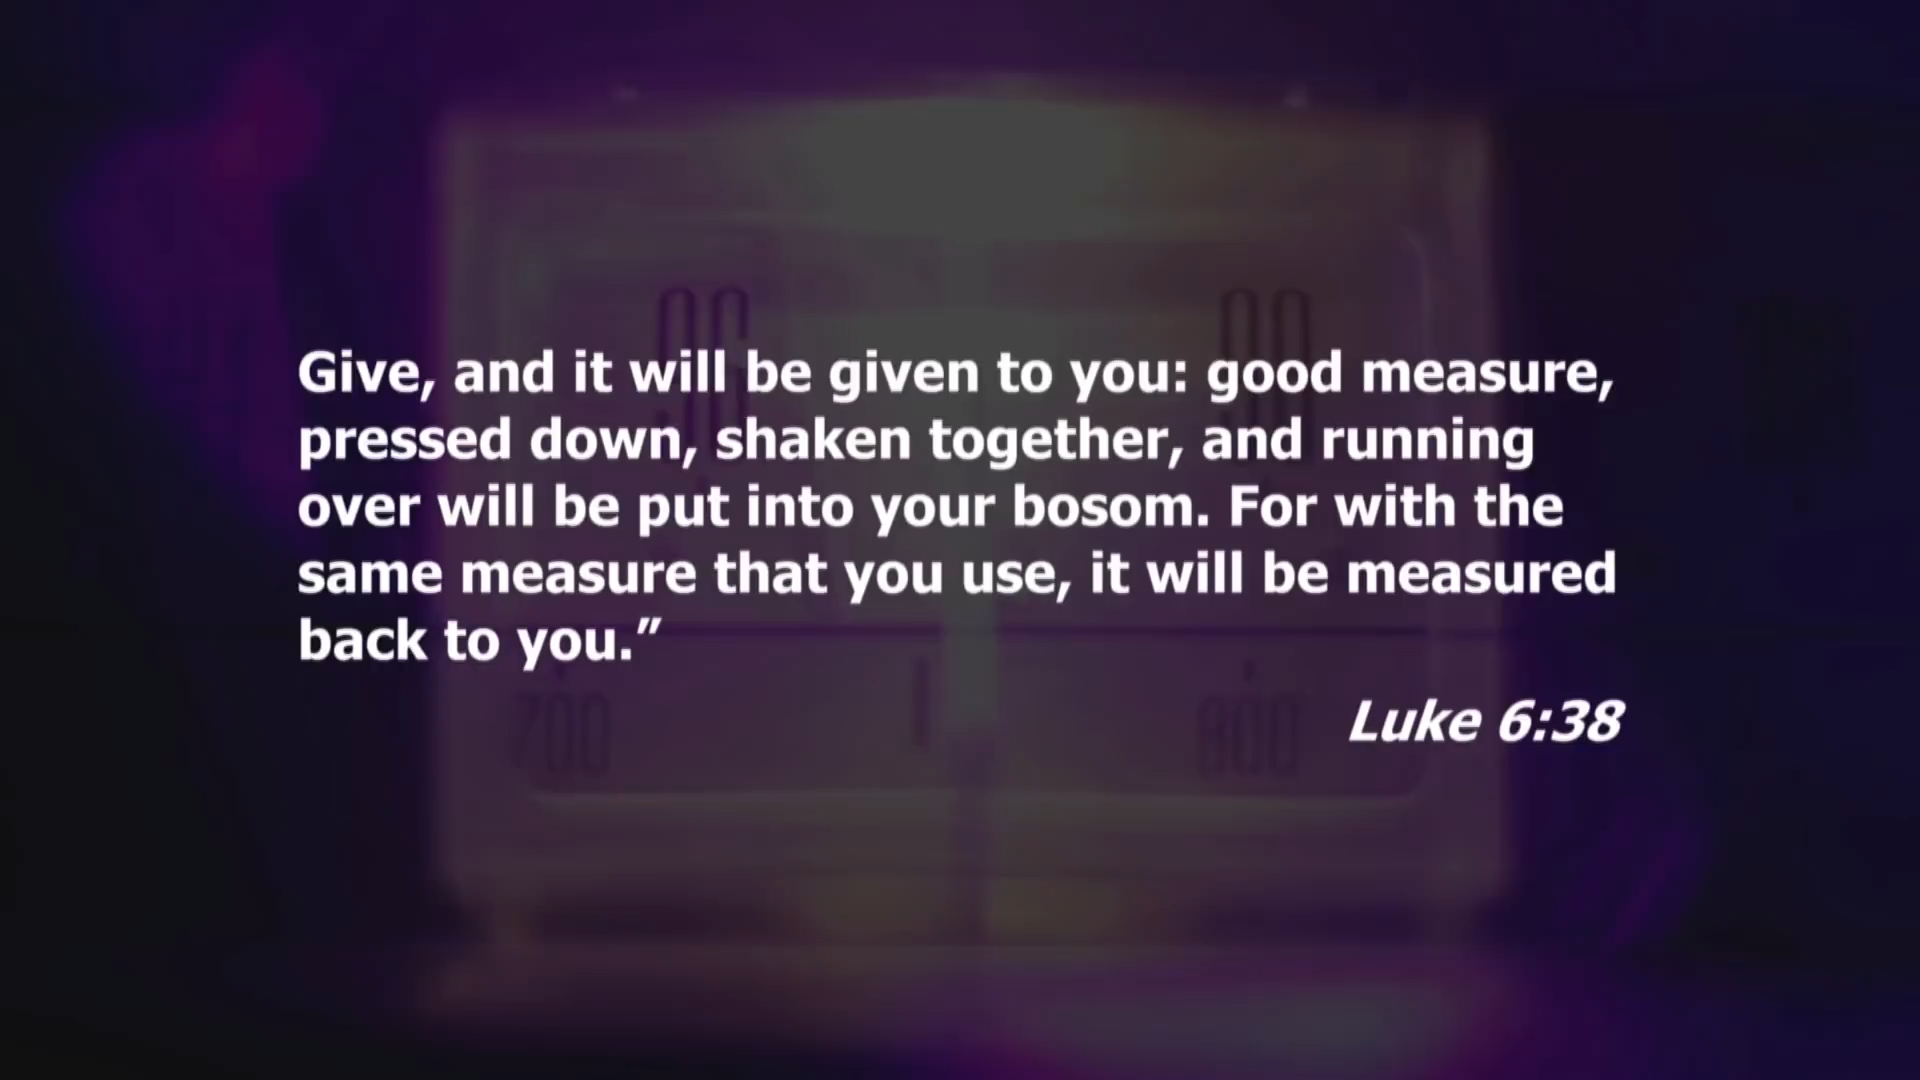 Give, and it will be given to you: good measure,
pressed down, shaken together, and running
over will be put into your bosom. For with the
same measure that you use, it will be measured
back to you.”
Luke 6:38
700
800